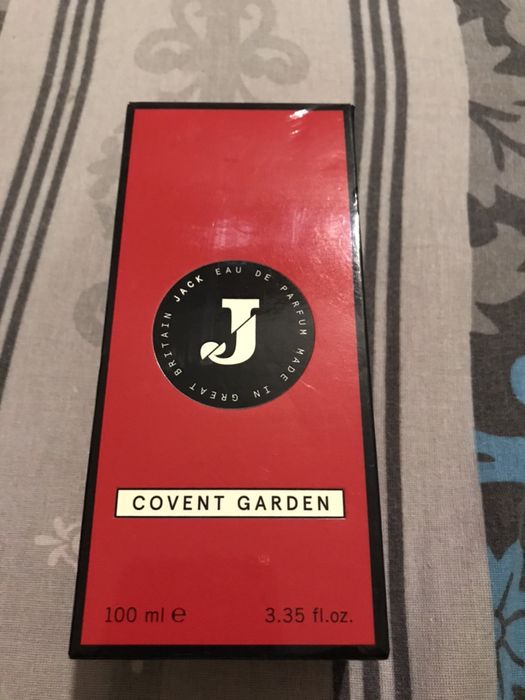 JACK EAU DE PARFUM MADE IN GREAT BRITAIN
J
COVENT GARDEN
100 ml ℮
3.35 fl.oz.